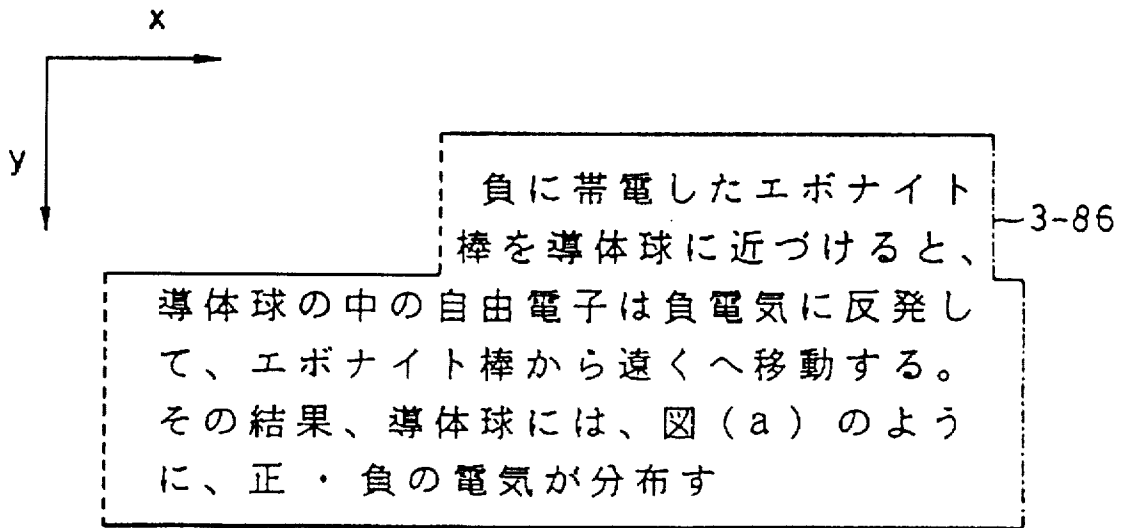 x
y
負に帯電したエボナイト
棒を導体球に近づけると、
導体球の中の自由電子は負電気に反発し
て、エボナイト棒から遠くへ移動する。
その結果、導体球には、図(a)のよう
に、正・負の電気が分布す
3-86